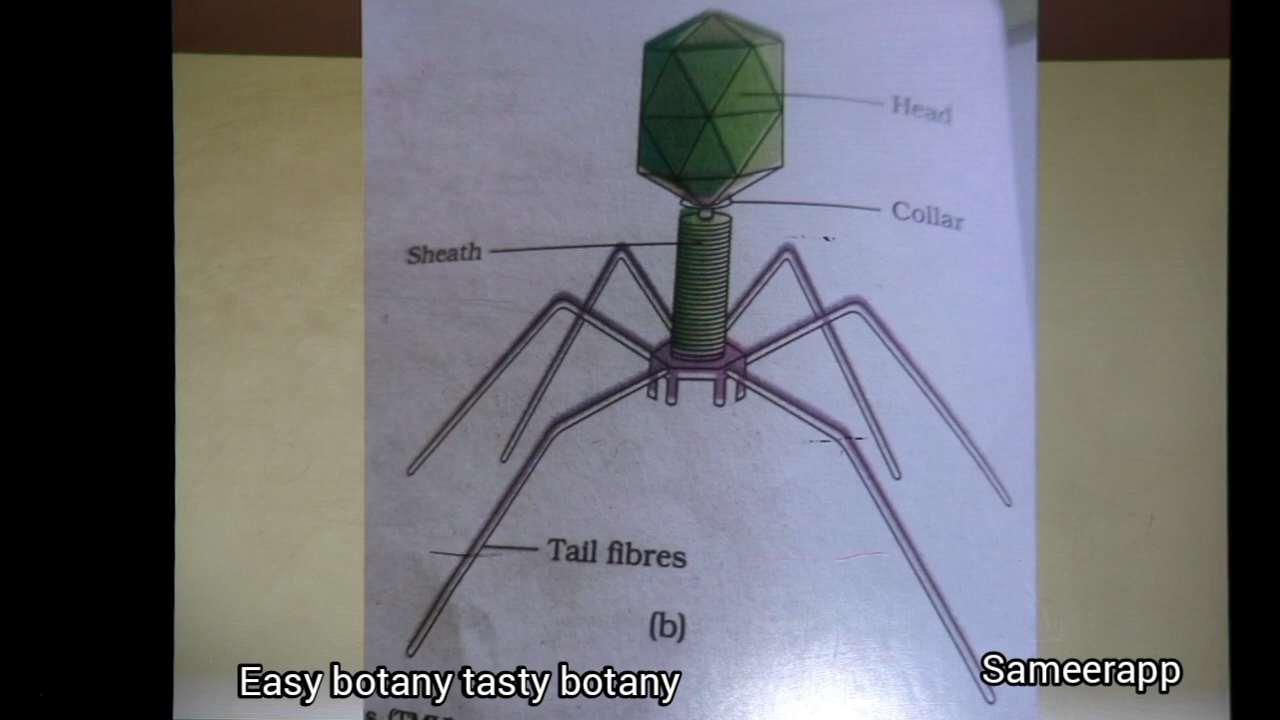 Head
Collar
Sheath
Tail fibres
(b)
Easy botany tasty botany
Sameerapp